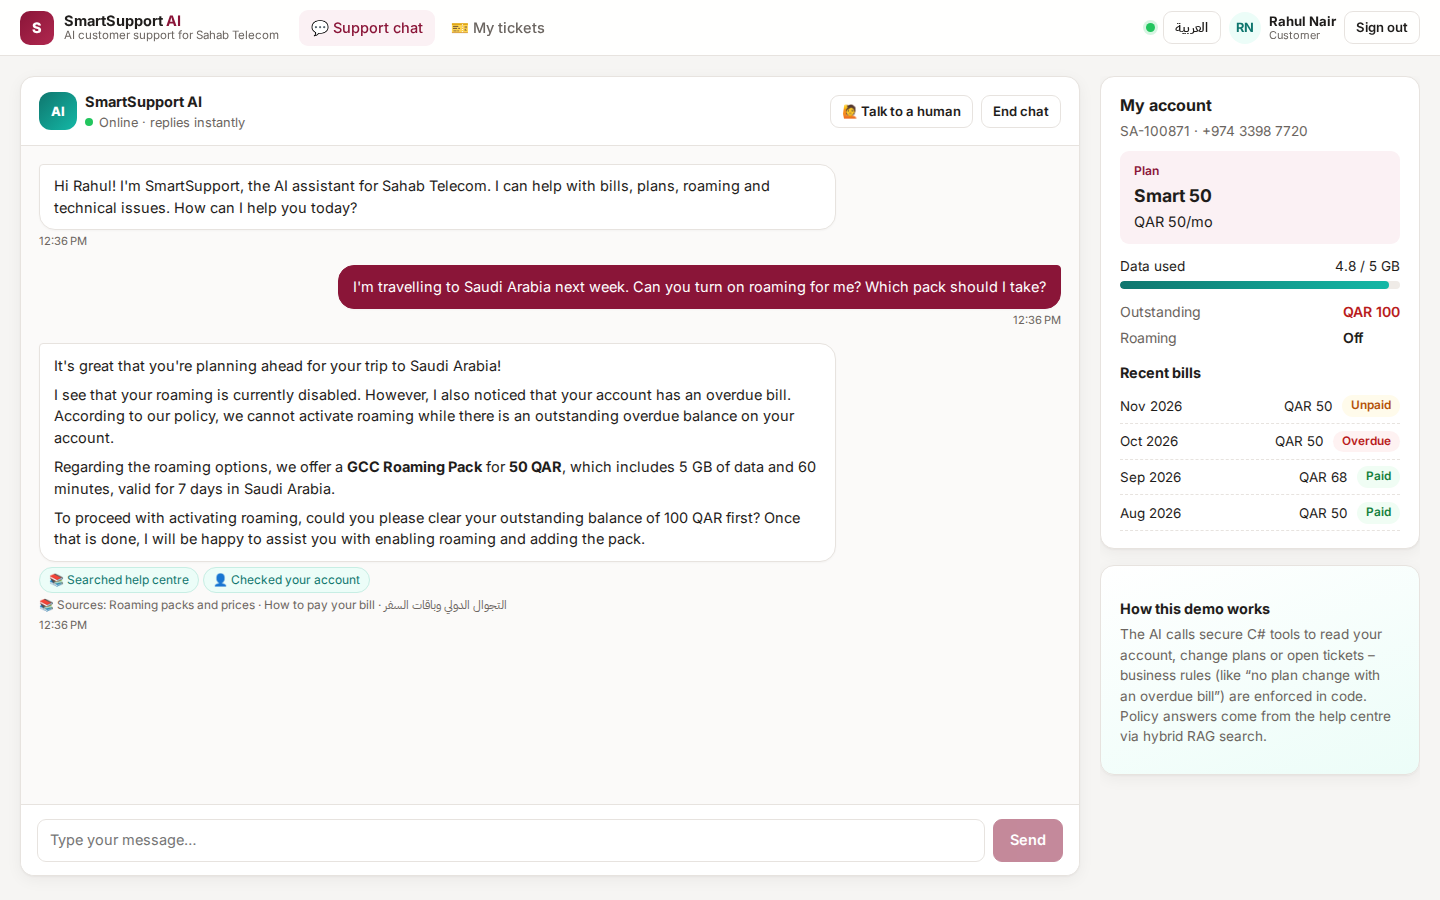 S
SmartSupport AI
AI customer support for Sahab Telecom
💬 Support chat
🎫 My tickets
العربية
RN
Rahul Nair
Customer
Sign out
AI
SmartSupport AI
Online · replies instantly
🙋 Talk to a human
End chat
Hi Rahul! I'm SmartSupport, the AI assistant for Sahab Telecom. I can help with bills, plans, roaming and
technical issues. How can I help you today?
12:36 PM
I'm travelling to Saudi Arabia next week. Can you turn on roaming for me? Which pack should I take?
12:36 PM
It's great that you're planning ahead for your trip to Saudi Arabia!
I see that your roaming is currently disabled. However, I also noticed that your account has an overdue bill.
According to our policy, we cannot activate roaming while there is an outstanding overdue balance on your
account.
Regarding the roaming options, we offer a GCC Roaming Pack for 50 QAR, which includes 5 GB of data and 60
minutes, valid for 7 days in Saudi Arabia.
To proceed with activating roaming, could you please clear your outstanding balance of 100 QAR first? Once
that is done, I will be happy to assist you with enabling roaming and adding the pack.
📚 Searched help centre
👤 Checked your account
📚 Sources: Roaming packs and prices · How to pay your bill · التجوال الدولي وباقات السفر
12:36 PM
Type your message...
Send
My account
SA-100871 · +974 3398 7720
Plan
Smart 50
QAR 50/mo
Data used 4.8 / 5 GB
Outstanding QAR 100
Roaming Off
Recent bills
Nov 2026 QAR 50 Unpaid
Oct 2026 QAR 50 Overdue
Sep 2026 QAR 68 Paid
Aug 2026 QAR 50 Paid
How this demo works
The AI calls secure C# tools to read your
account, change plans or open tickets –
business rules (like “no plan change with
an overdue bill”) are enforced in code.
Policy answers come from the help centre
via hybrid RAG search.